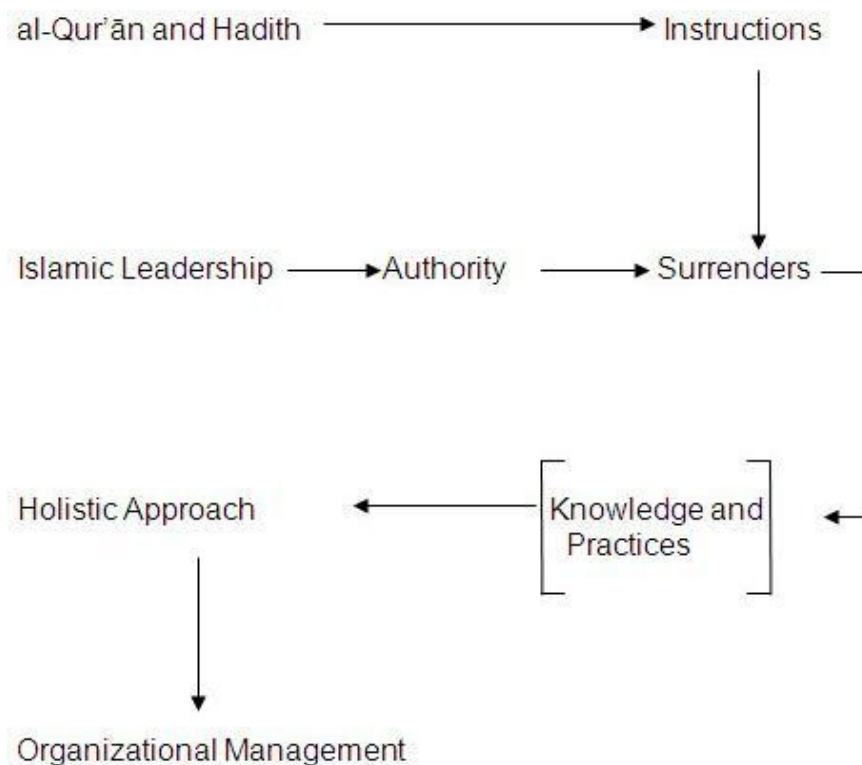 al-Qur’ān and Hadith
Instructions
Islamic Leadership
Authority
Surrenders
Holistic Approach
Knowledge and
Practices
Organizational Management